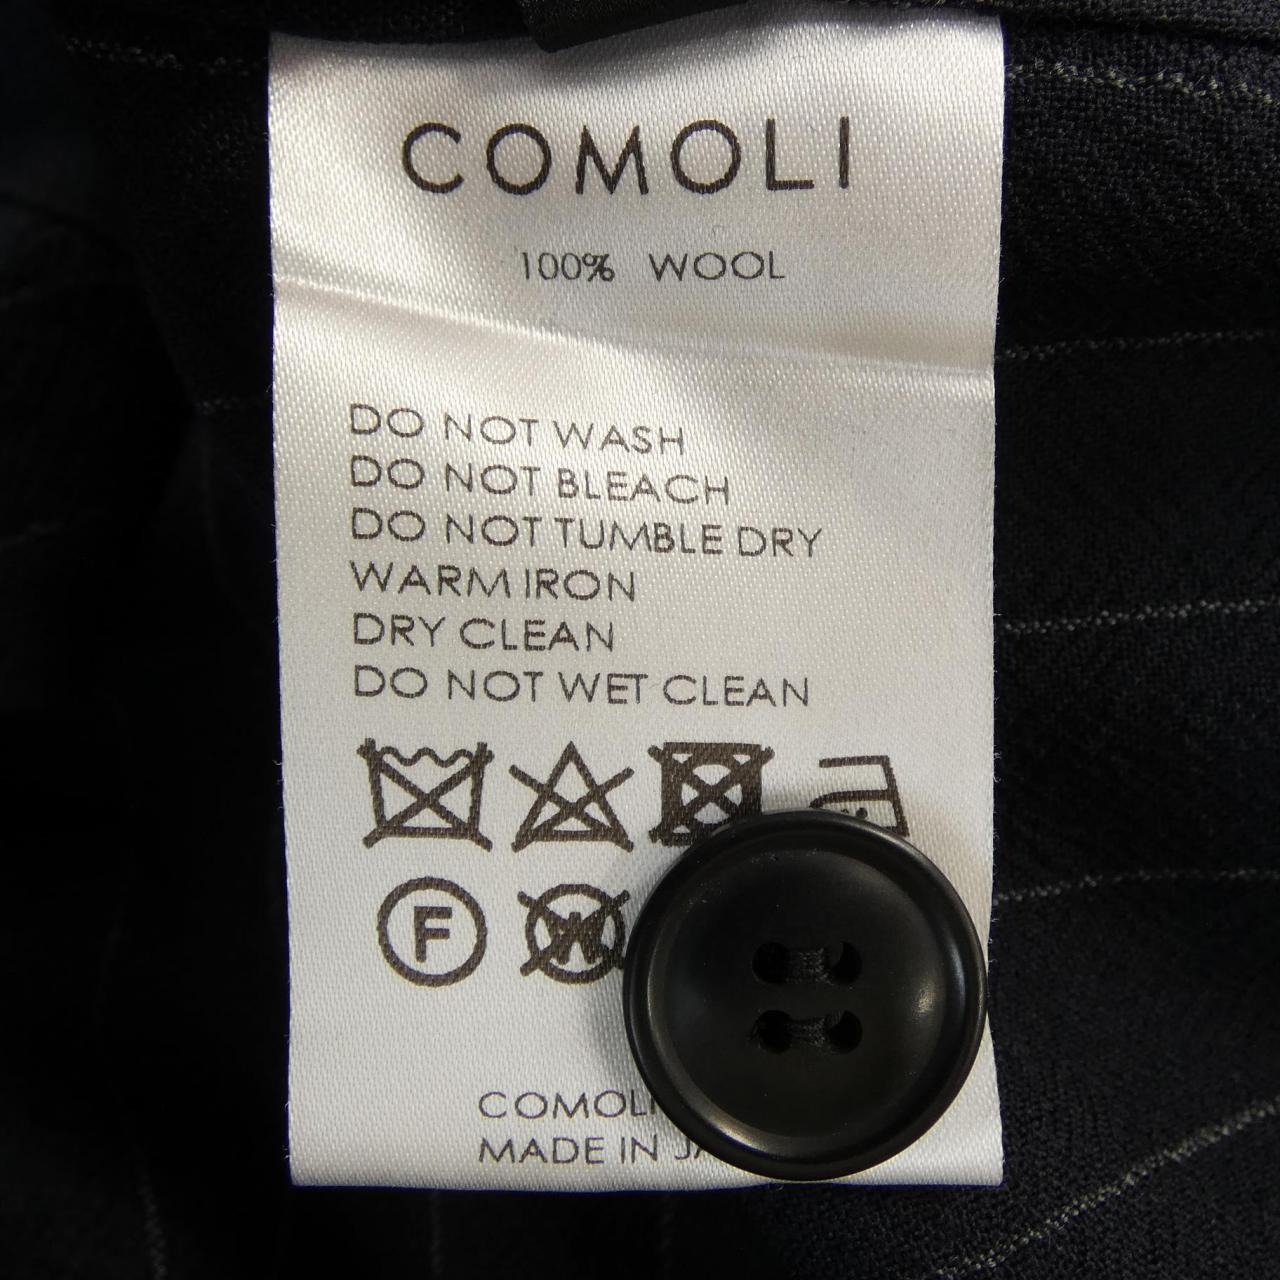 COMOLI
100% WOOL
DO NOT WASH
DO NOT BLEACH
DO NOT TUMBLE DRY
WARM IRON
DRY CLEAN
DO NOT WET CLEAN
F W
COMOLI
MADE IN